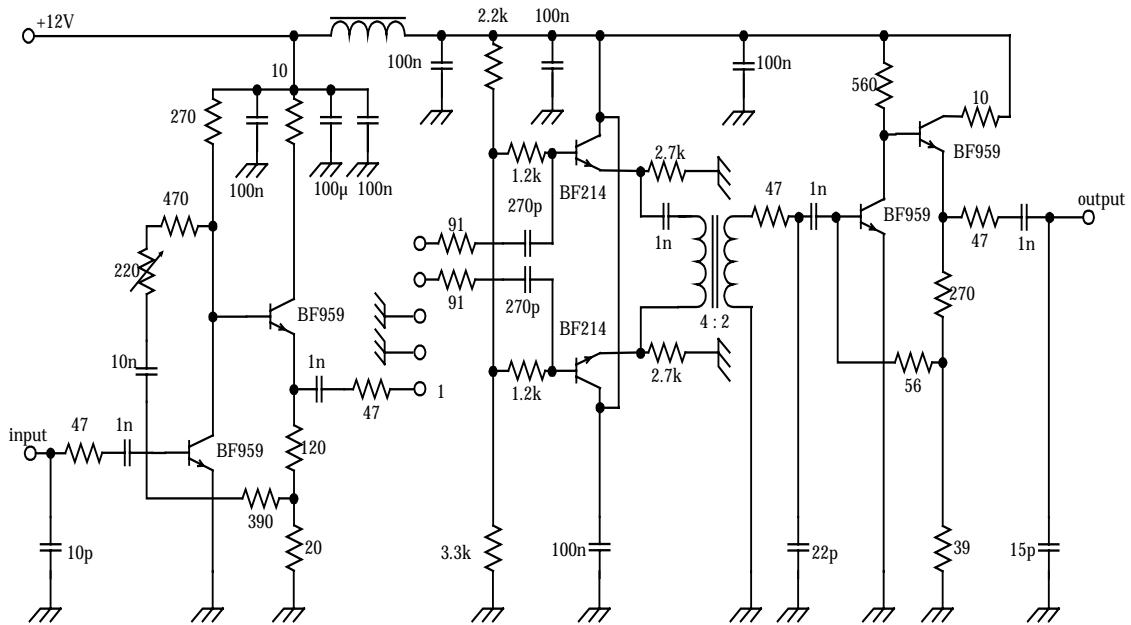 +12V
2.2k
100n
10
100n
100n
560
10
270
BF959
100n
100µ
100n
1.2k
BF214
2.7k
470
270p
47
1n
BF959
output
91
1n
47
1n
220
91
270p
270
BF959
BF214
4 : 2
10n
1n
2.7k
56
1.2k
47
1
input
47
1n
BF959
120
390
10p
20
3.3k
100n
22p
39
15p